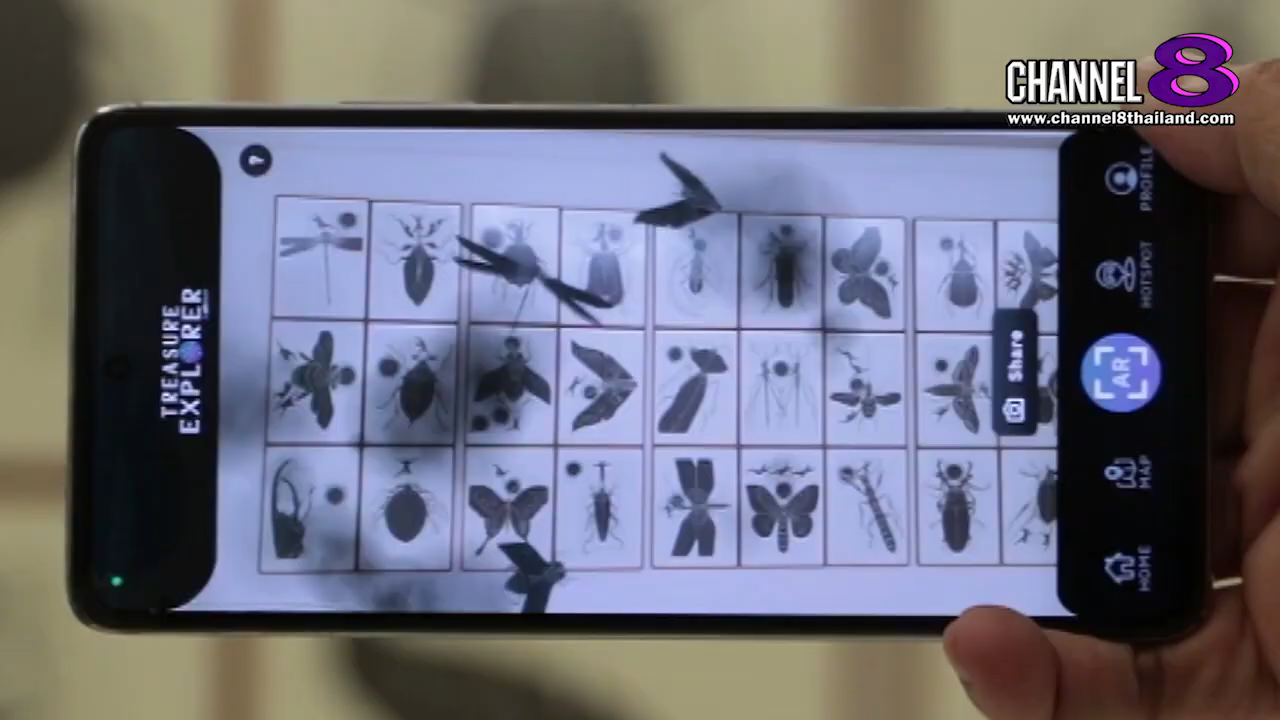 CHANNEL 8
www.channel8thailand.com
?
TREASURE
EXPLORER
Share
PROFILE
HOTSPOT
AR
MAP
HOME